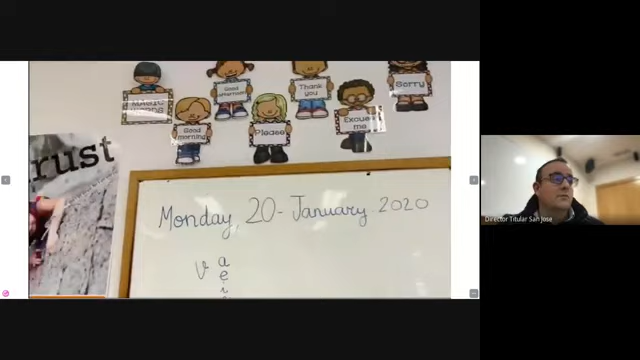 MAGIC
WORDS
Good
morning
Good
afternoon
Please
Thank
you
Excuse
me
Sorry
rust
Monday, 20 - January. 2020
V a
e
i
Director Titular San Jose